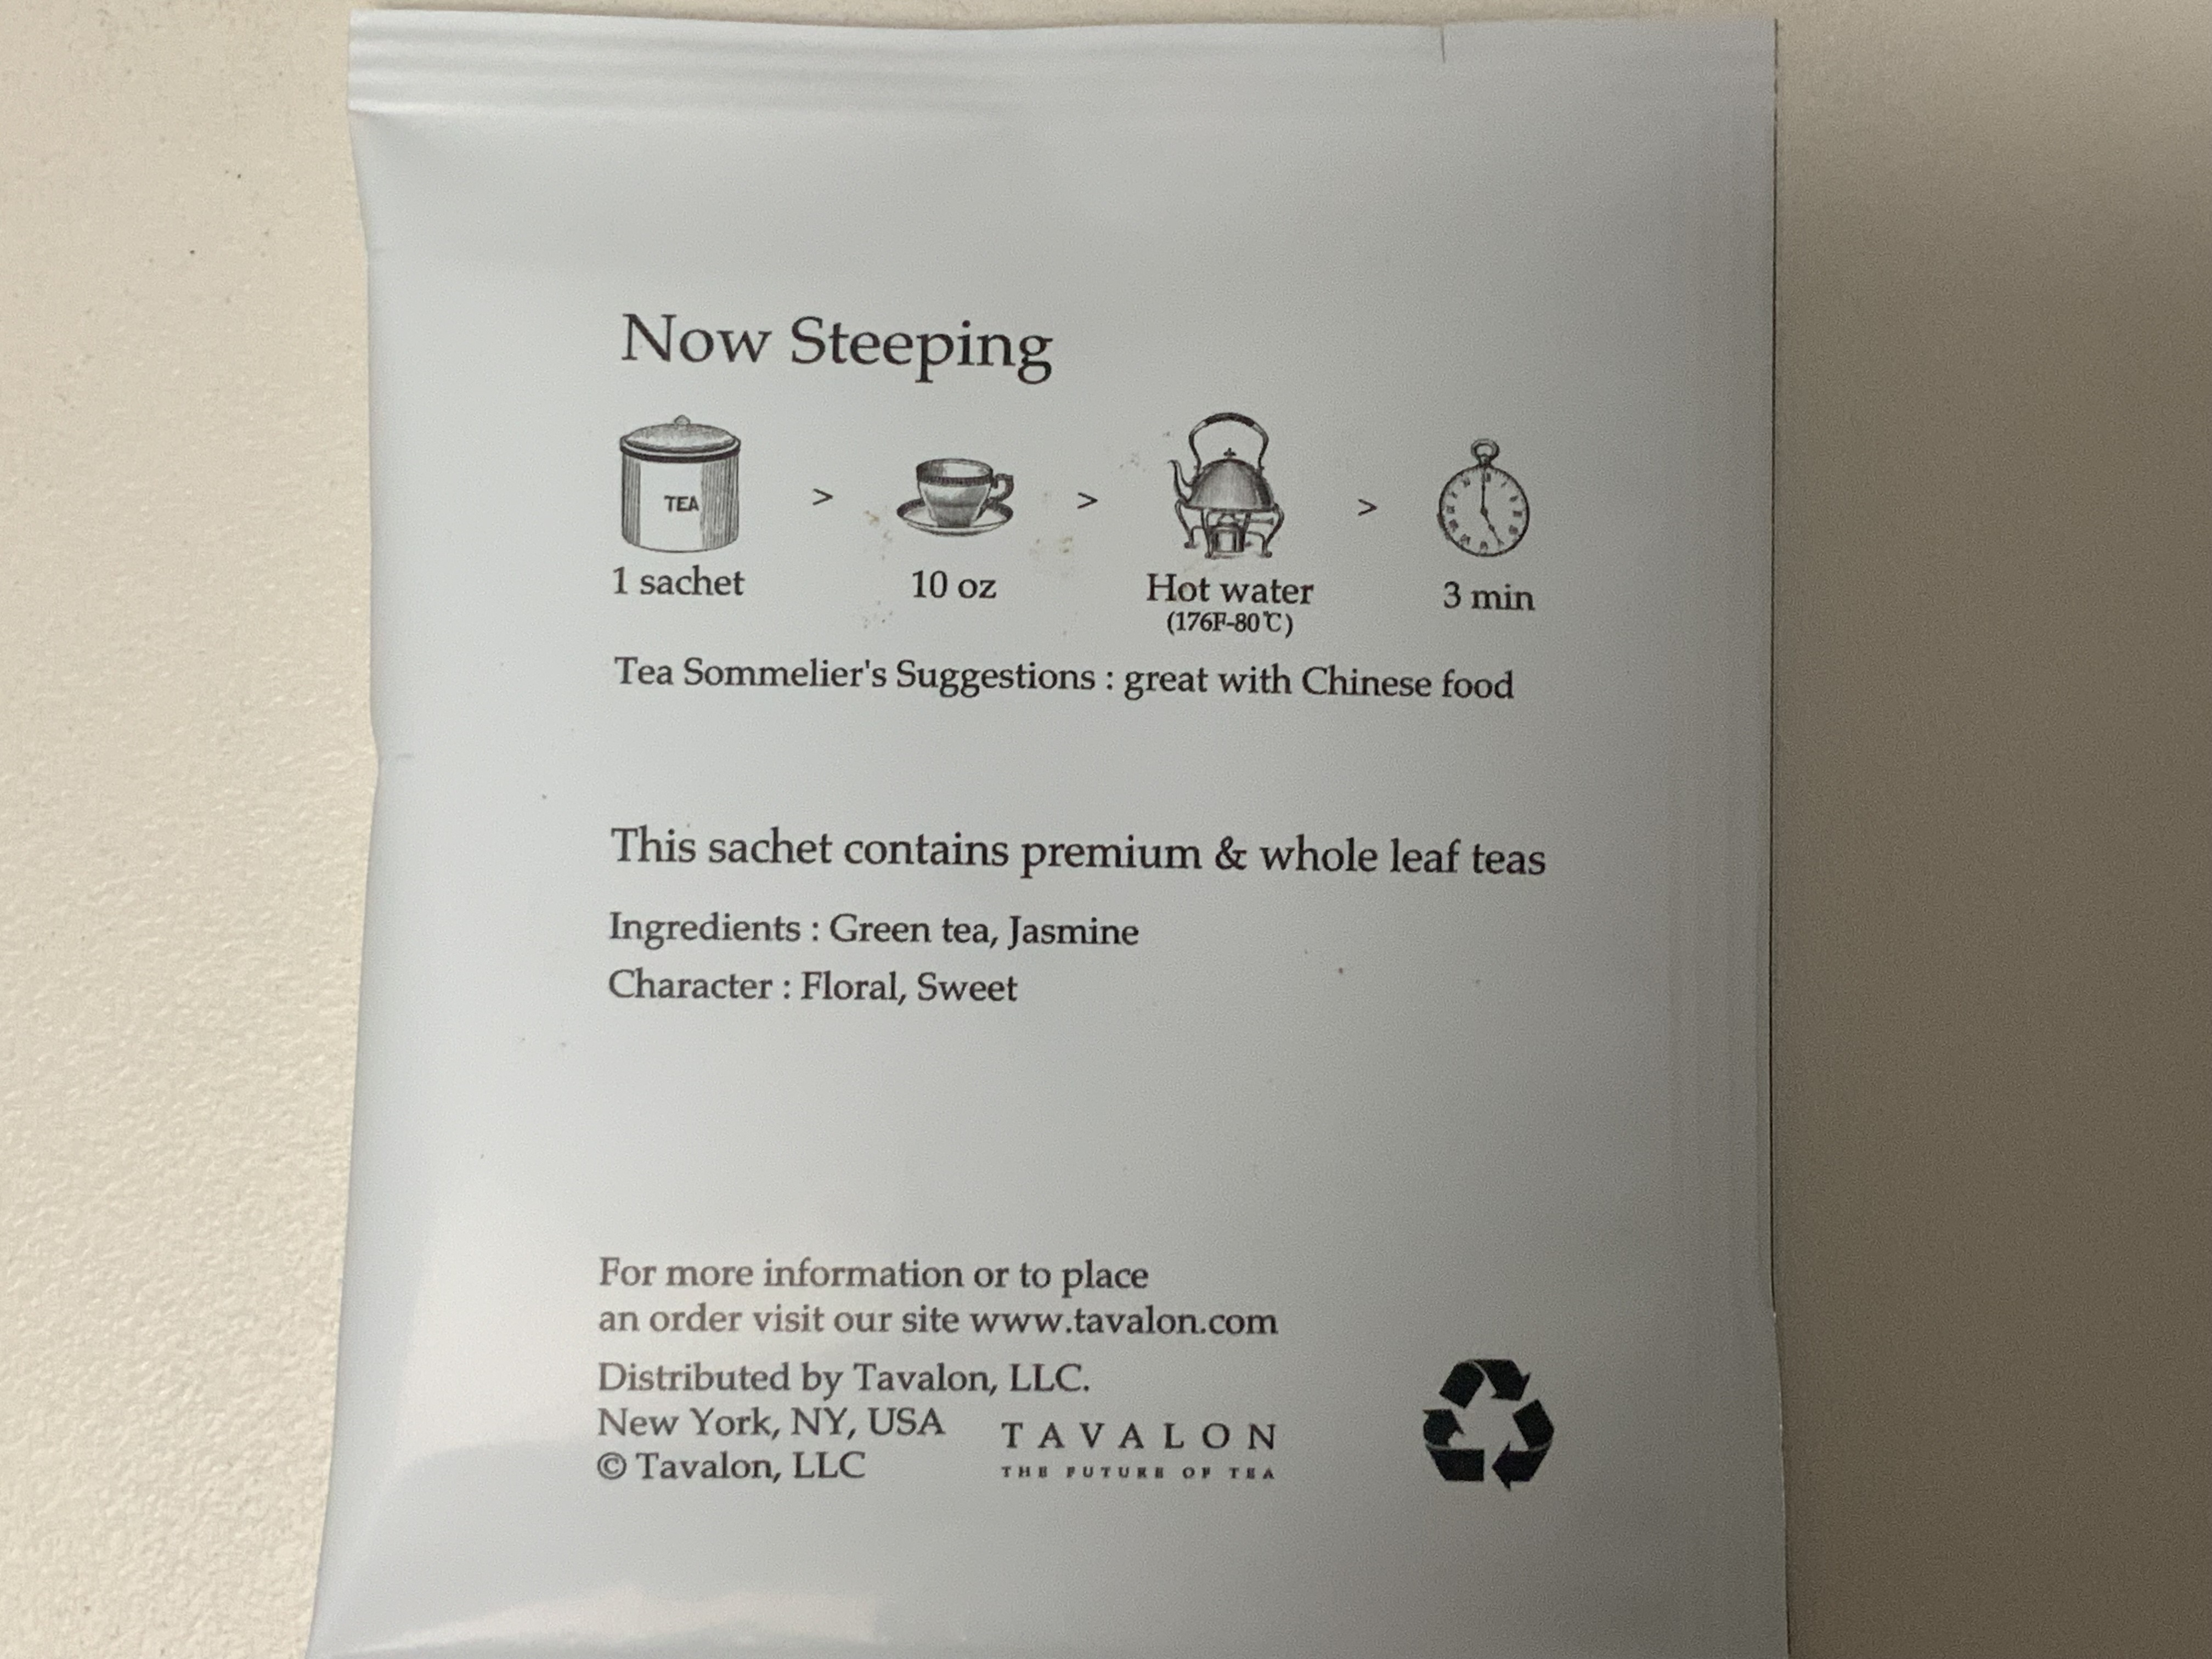 Now Steeping
TEA
> > >
1 sachet 10 oz Hot water 3 min
(176F-80℃)
Tea Sommelier's Suggestions : great with Chinese food
This sachet contains premium & whole leaf teas
Ingredients : Green tea, Jasmine
Character : Floral, Sweet
For more information or to place
an order visit our site www.tavalon.com
Distributed by Tavalon, LLC.
New York, NY, USA
© Tavalon, LLC
TAVALON
THE FUTURE OF TEA